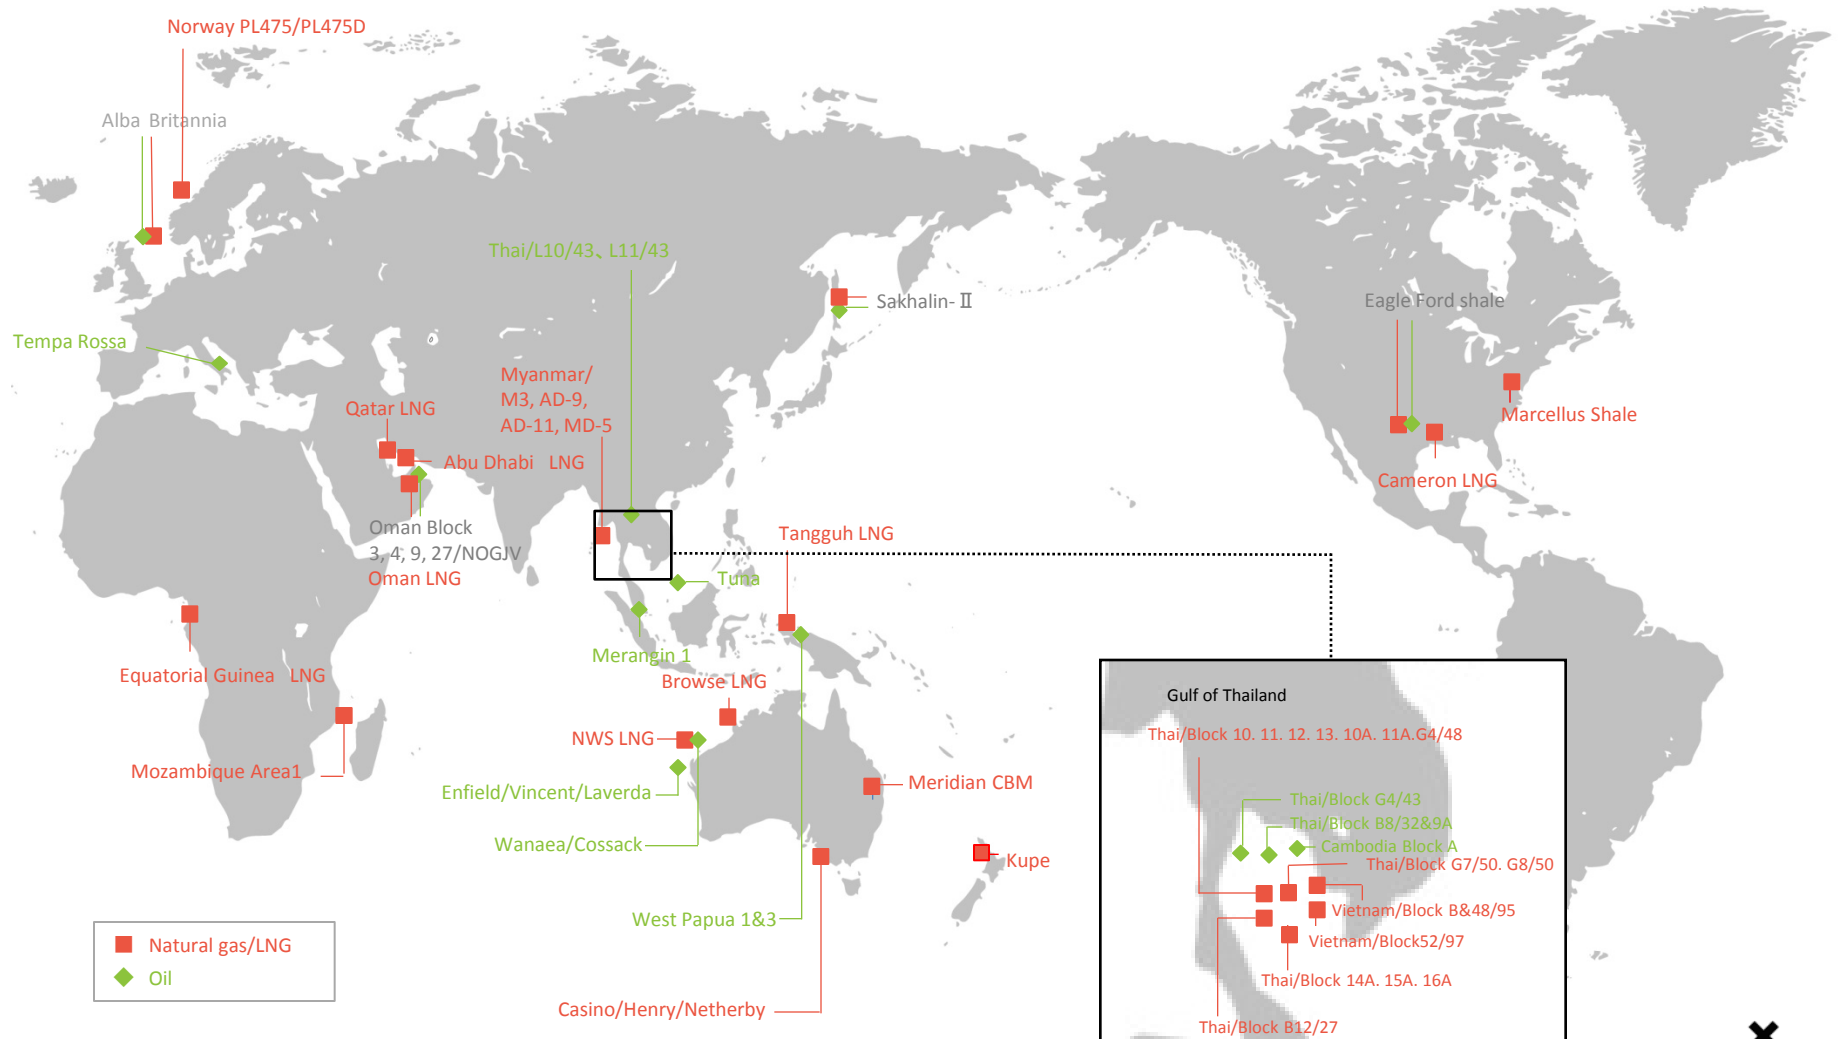 Norway PL475/PL475D
Alba Britannia
Thai/L10/43、L11/43
Sakhalin-Ⅱ
Eagle Ford shale
Tempa Rossa
Myanmar/
M3, AD-9,
AD-11, MD-5
Qatar LNG
Marcellus Shale
Abu Dhabi LNG
Cameron LNG
Oman Block
3, 4, 9, 27/NOGJV
Oman LNG
Tangguh LNG
Tuna
Merangin 1
Equatorial Guinea LNG
Browse LNG
NWS LNG
Mozambique Area1
Enfield/Vincent/Laverda
Meridian CBM
Wanaea/Cossack
Kupe
West Papua 1&3
Casino/Henry/Netherby
Natural gas/LNG
Oil
Gulf of Thailand
Thai/Block 10. 11. 12. 13. 10A. 11A.G4/48
Thai/Block G4/43
Thai/Block B8/32&9A
Cambodia Block A
Thai/Block G7/50. G8/50
Vietnam/Block B&48/95
Vietnam/Block52/97
Thai/Block 14A. 15A. 16A
Thai/Block B12/27